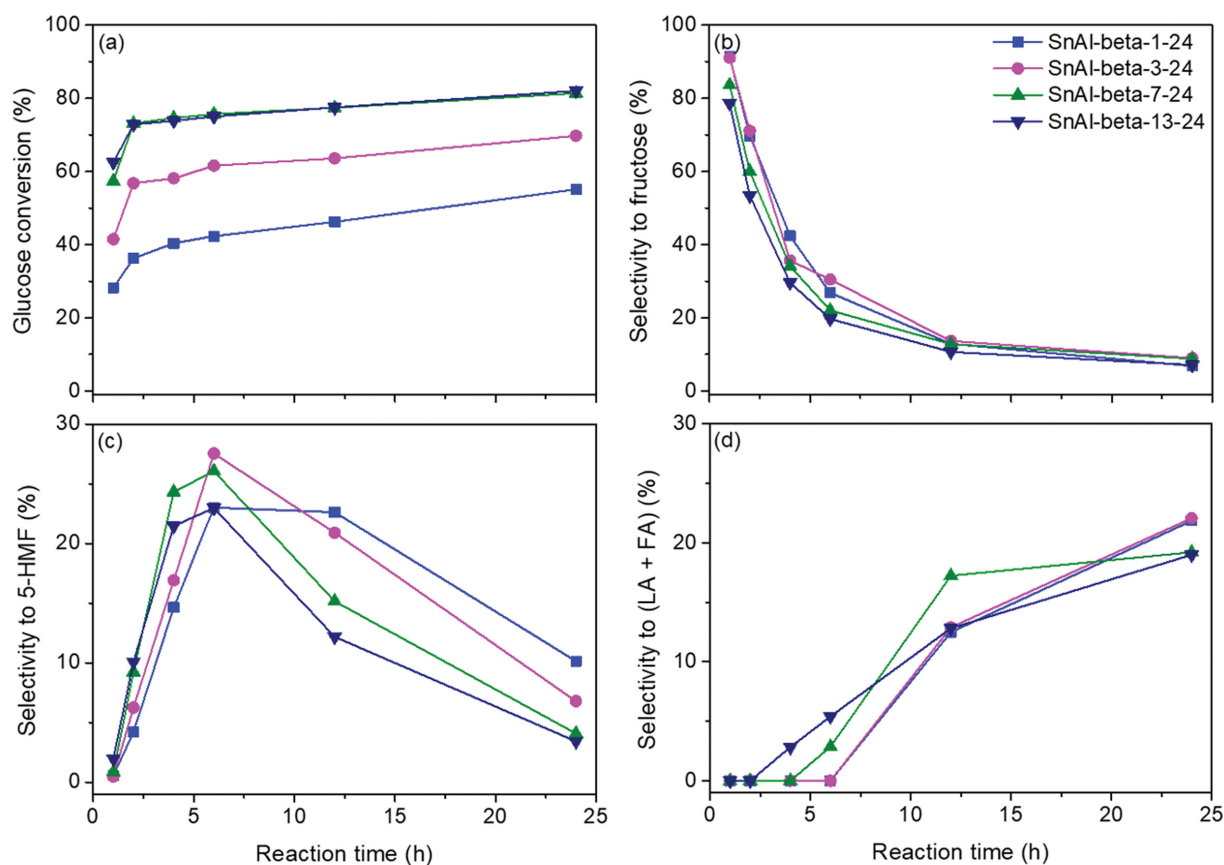 (a)
100
80
60
40
20
0
Glucose conversion (%)
(b)
100
80
60
40
20
0
Selectivity to fructose (%)
SnAl-beta-1-24
SnAl-beta-3-24
SnAl-beta-7-24
SnAl-beta-13-24
(c)
30
20
10
0
Selectivity to 5-HMF (%)
0 5 10 15 20 25
Reaction time (h)
(d)
30
20
10
0
Selectivity to (LA + FA) (%)
0 5 10 15 20 25
Reaction time (h)